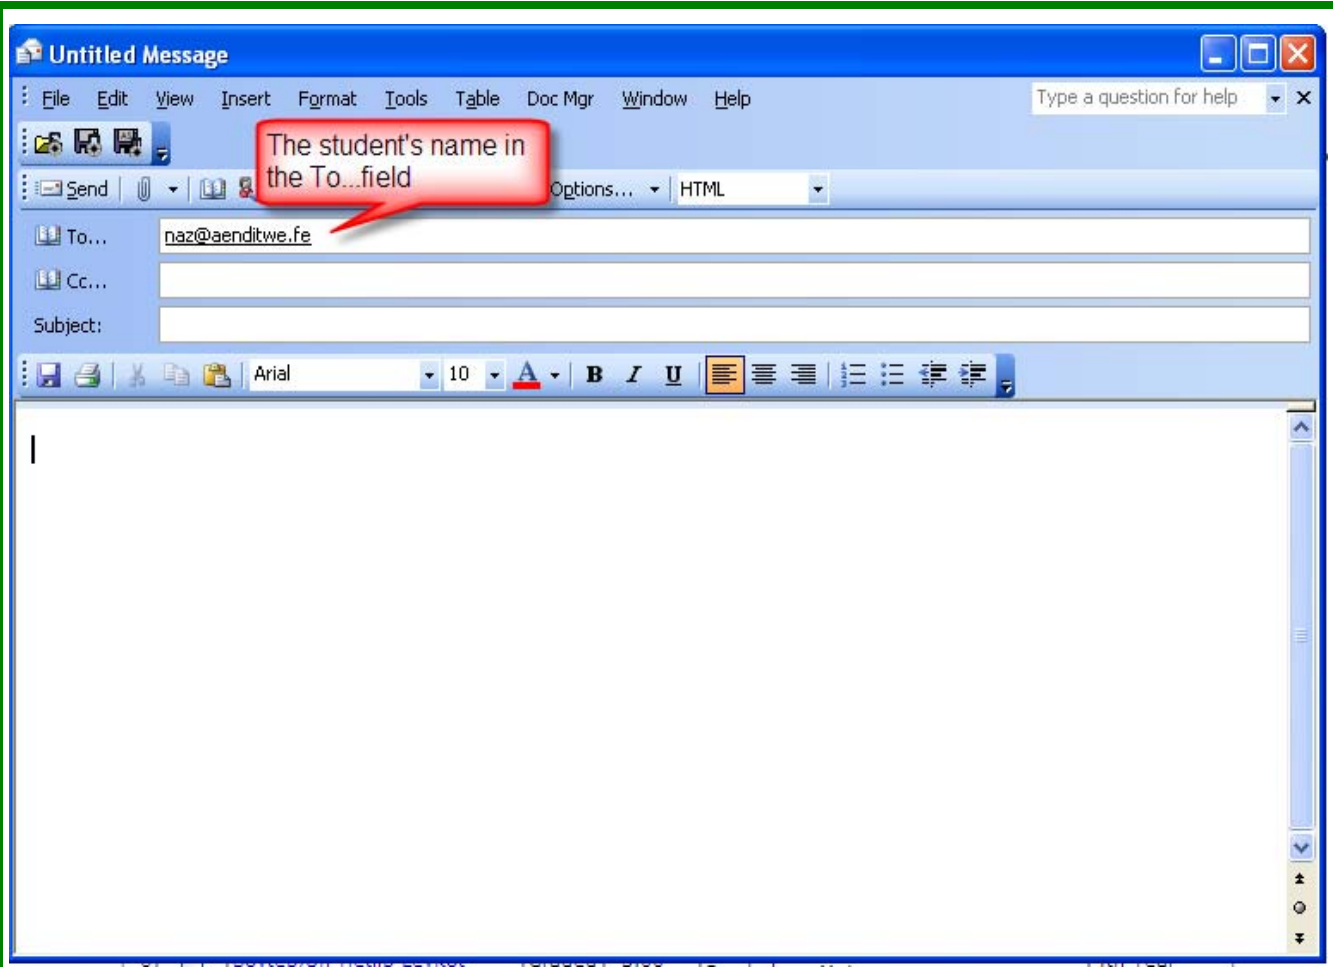 Untitled Message
File Edit View Insert Format Tools Table Doc Mgr Window Help Type a question for help
The student's name in
the To...field
Send Options... HTML
To... naz@aenditwe.fe
Cc...
Subject:
Arial 10 A B I U